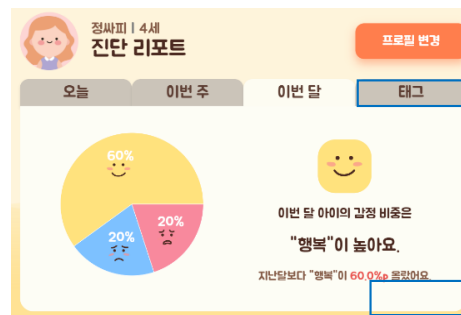 정싸피 | 4세
진단 리포트
프로필 변경
오늘
이번 주
이번 달
태그
60%
20%
20%
이번 달 아이의 감정 비중은
"행복"이 높아요.
지난달보다 "행복"이 60.0%p 올랐어요